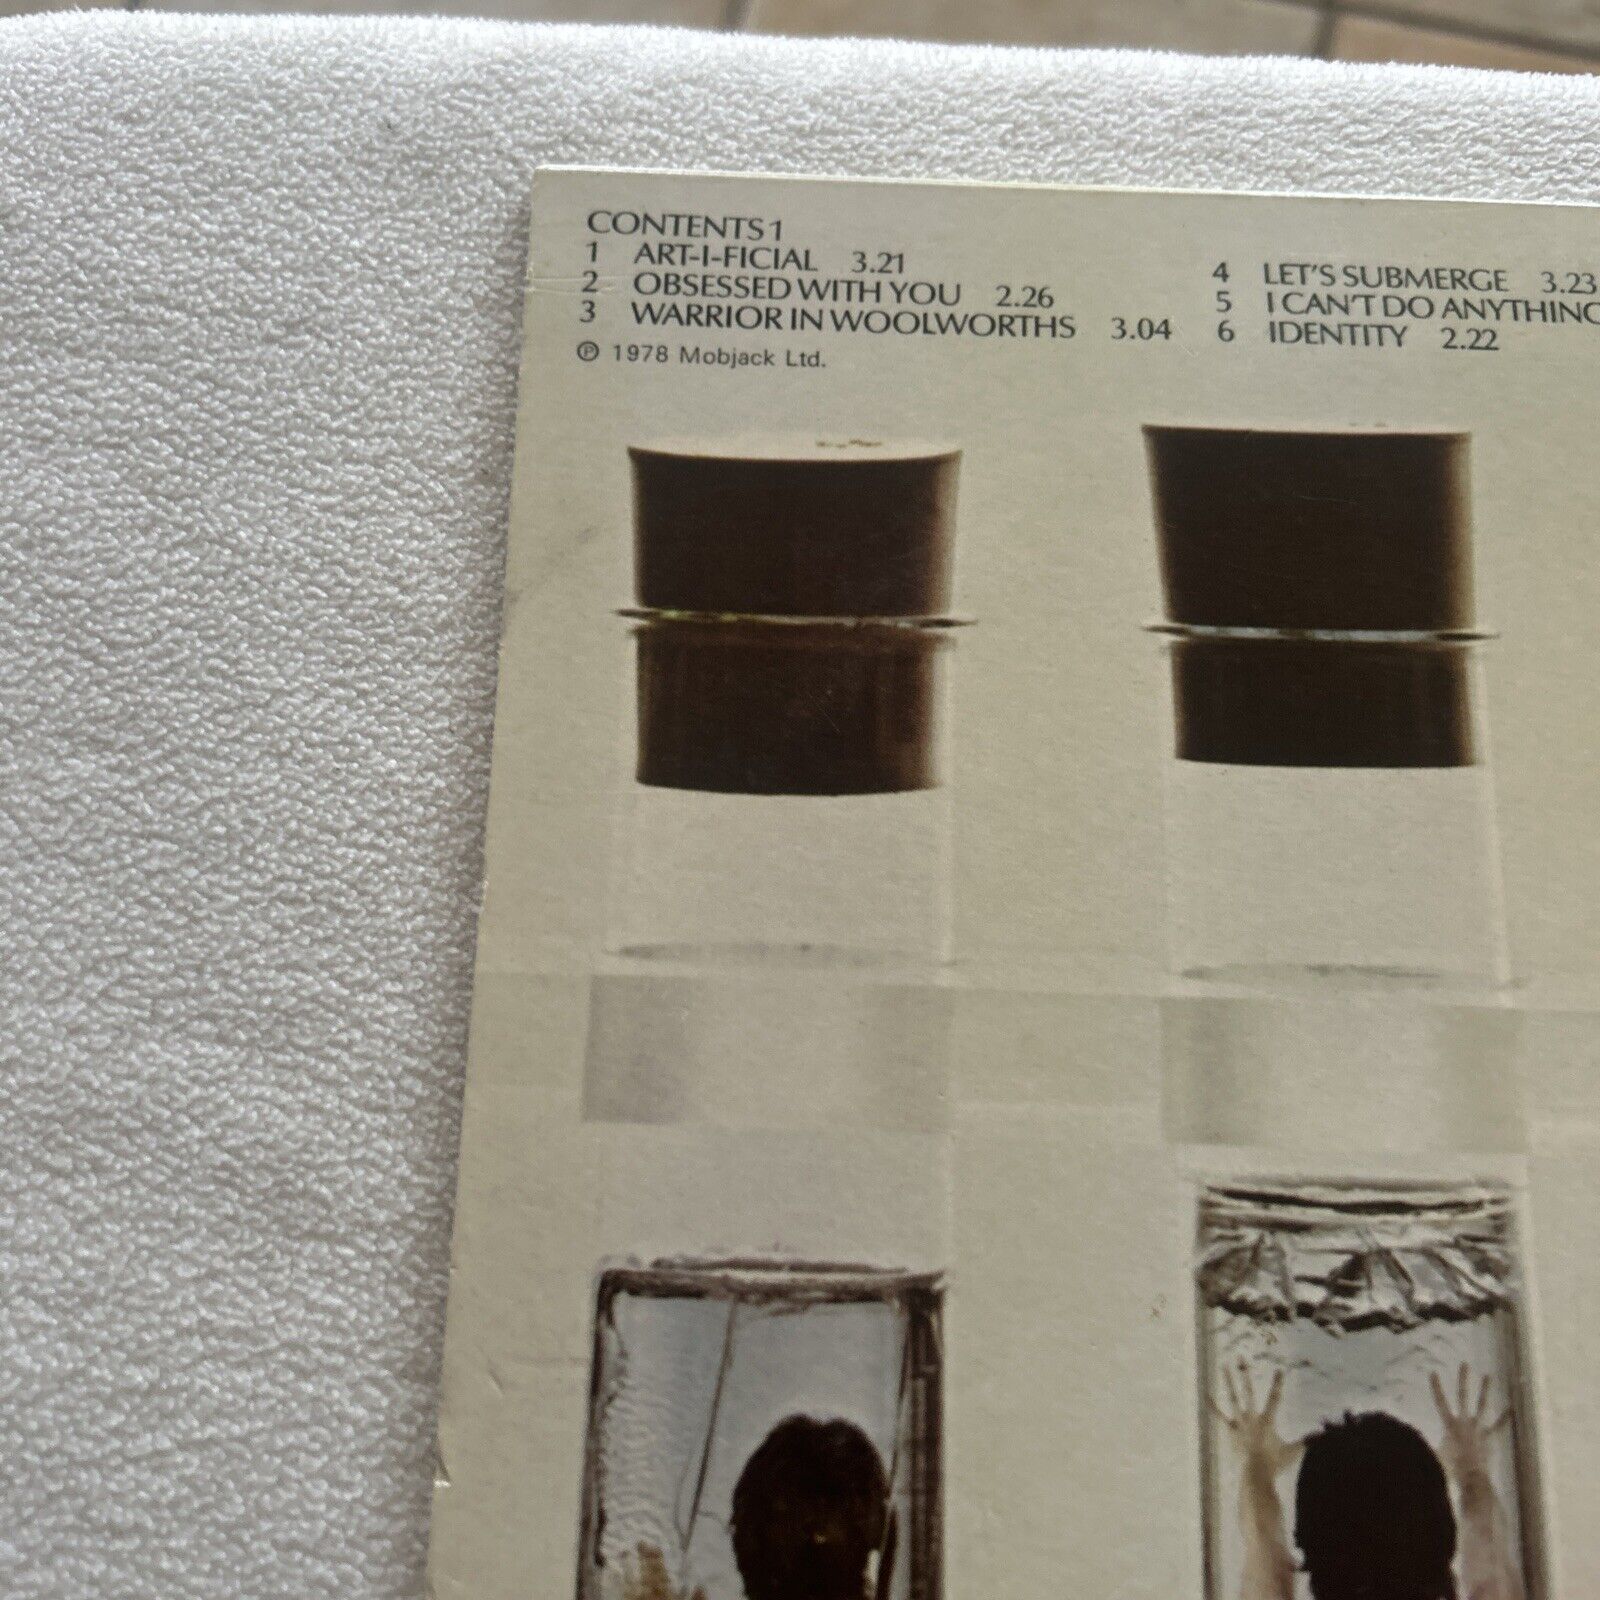 CONTENTS 1
1 ART-I-FICIAL 3.21
2 OBSESSED WITH YOU 2.26
3 WARRIOR IN WOOLWORTHS 3.04
℗ 1978 Mobjack Ltd.
4 LET'S SUBMERGE 3.23
5 I CAN'T DO ANYTHING
6 IDENTITY 2.22